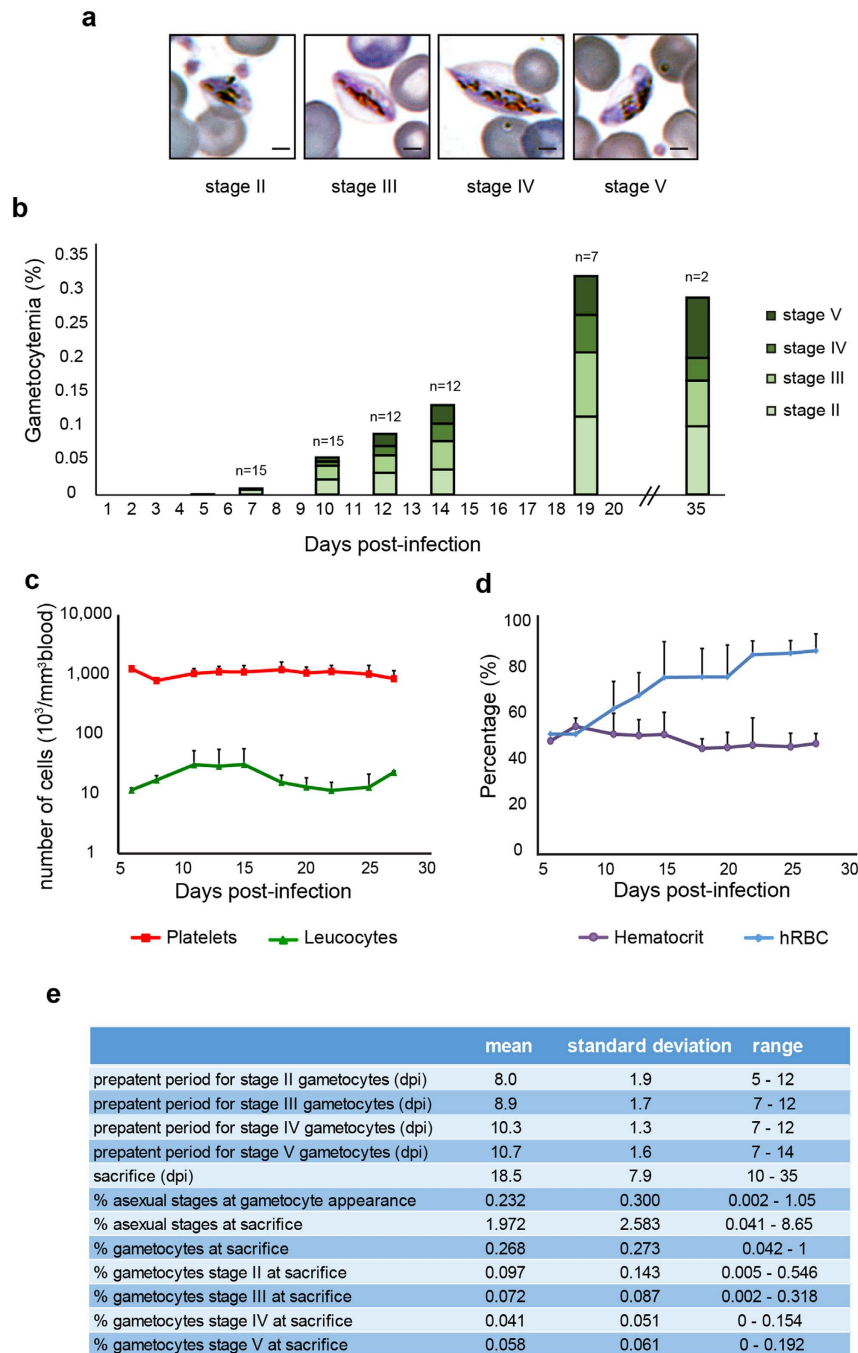 a
stage II stage III stage IV stage V
b
Gametocytemia (%)
0.35
0.3
0.25
0.2
0.15
0.1
0.05
0
n=15
n=15
n=12
n=12
n=7
n=2
stage V
stage IV
stage III
stage II
1 2 3 4 5 6 7 8 9 10 11 12 13 14 15 16 17 18 19 20 // 35
Days post-infection
c
number of cells (10³/mm³blood)
10,000
1,000
100
10
1
5 10 15 20 25 30
Days post-infection
Platelets Leucocytes
d
Percentage (%)
100
80
60
40
20
0
5 10 15 20 25 30
Days post-infection
Hematocrit hRBC
e
mean standard deviation range
prepatent period for stage II gametocytes (dpi) 8.0 1.9 5 - 12
prepatent period for stage III gametocytes (dpi) 8.9 1.7 7 - 12
prepatent period for stage IV gametocytes (dpi) 10.3 1.3 7 - 12
prepatent period for stage V gametocytes (dpi) 10.7 1.6 7 - 14
sacrifice (dpi) 18.5 7.9 10 - 35
% asexual stages at gametocyte appearance 0.232 0.300 0.002 - 1.05
% asexual stages at sacrifice 1.972 2.583 0.041 - 8.65
% gametocytes at sacrifice 0.268 0.273 0.042 - 1
% gametocytes stage II at sacrifice 0.097 0.143 0.005 - 0.546
% gametocytes stage III at sacrifice 0.072 0.087 0.002 - 0.318
% gametocytes stage IV at sacrifice 0.041 0.051 0 - 0.154
% gametocytes stage V at sacrifice 0.058 0.061 0 - 0.192